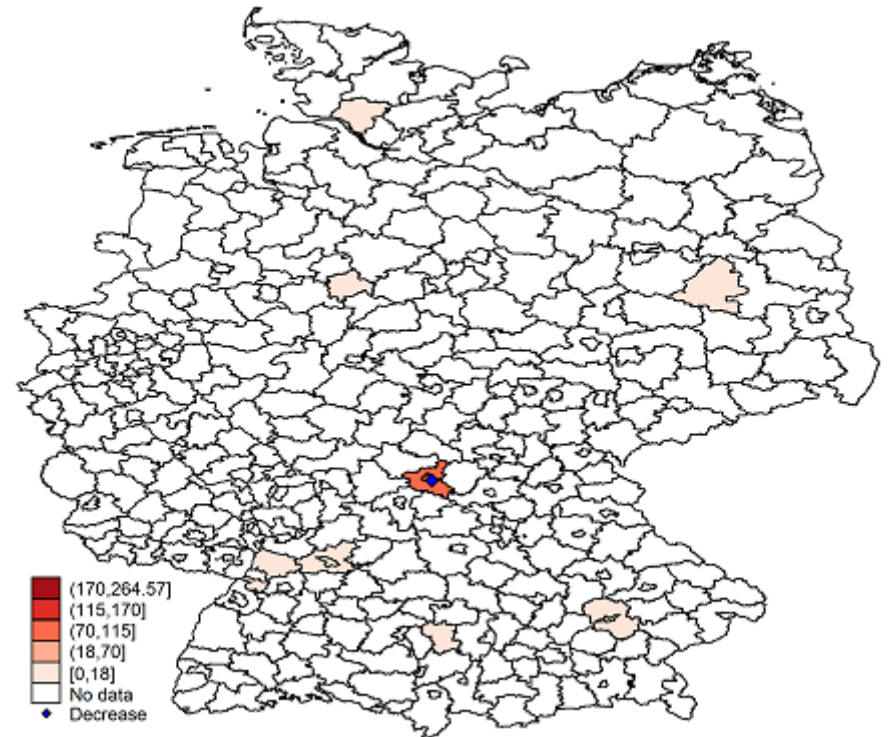 (170,264.57]
(115,170]
(70,115]
(18,70]
[0,18]
No data
Decrease